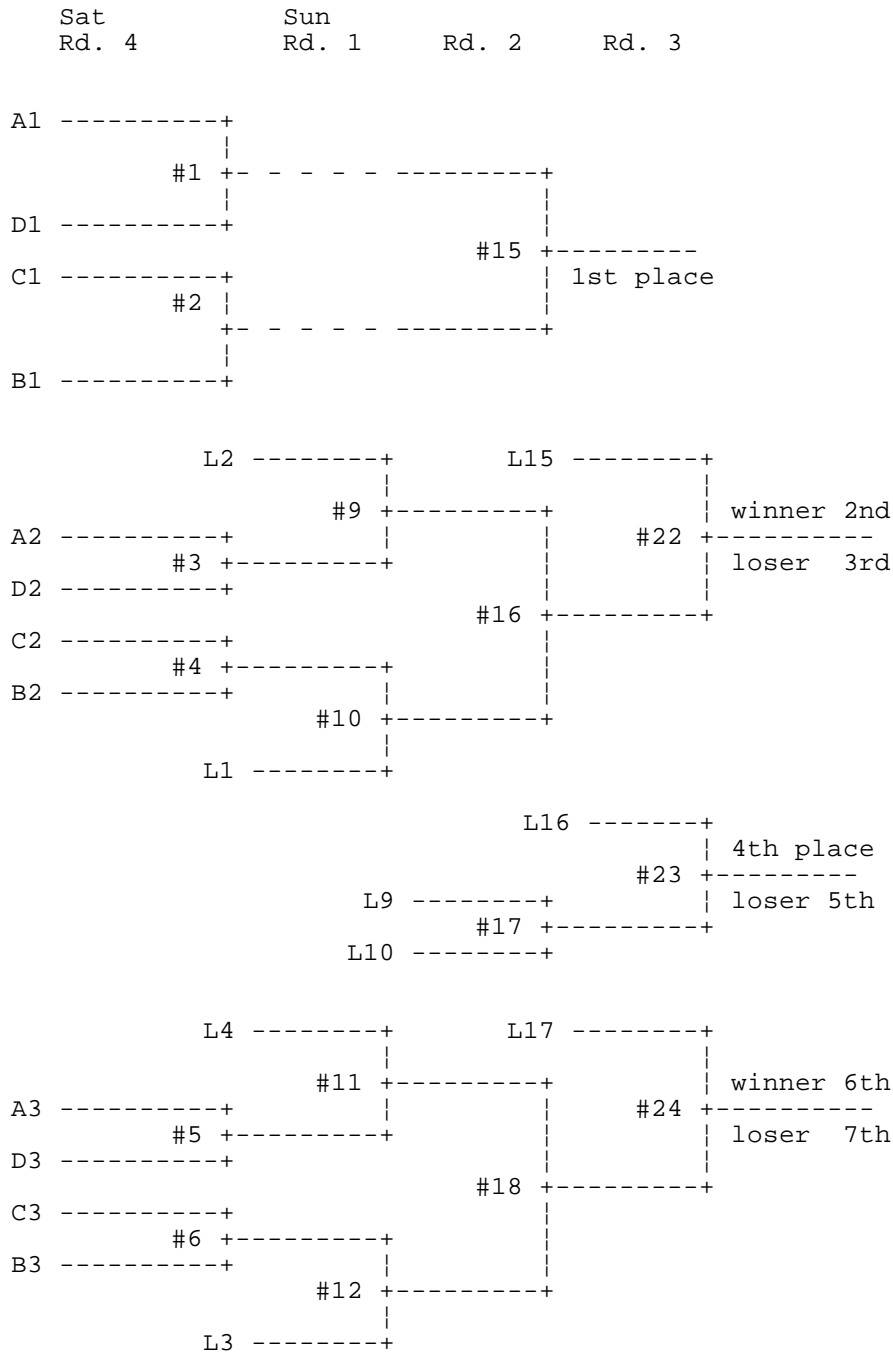 Sat Sun
Rd. 4 Rd. 1 Rd. 2 Rd. 3
A1
#1
D1
#15
C1 1st place
#2
B1
L2 L15
#9 winner 2nd
A2 #22
#3 loser 3rd
D2
#16
C2
#4
B2
#10
L1
L16
4th place
#23
L9 loser 5th
#17
L10
L4 L17
#11 winner 6th
A3 #24
#5 loser 7th
D3
#18
C3
#6
B3
#12
L3